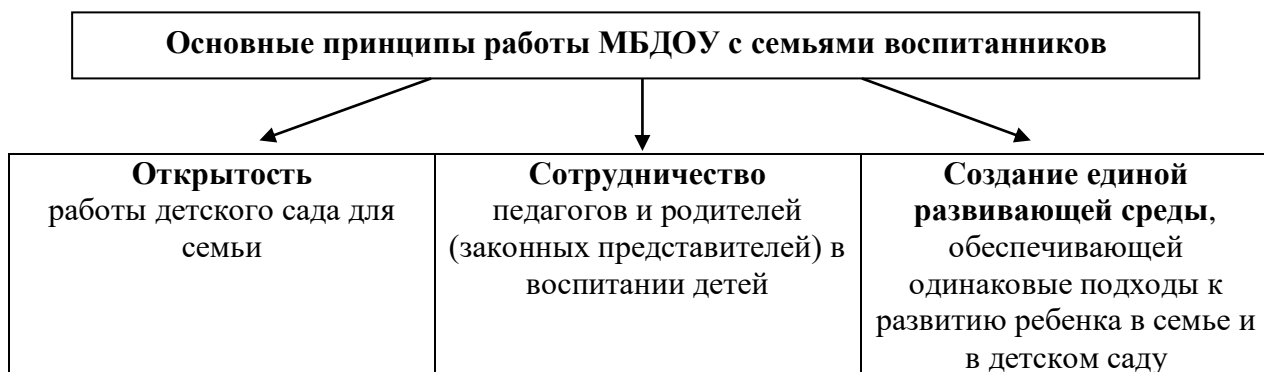 Основные принципы работы МБДОУ с семьями воспитанников
Открытость
работы детского сада для
семьи
Сотрудничество
педагогов и родителей
(законных представителей) в
воспитании детей
Создание единой
развивающей среды,
обеспечивающей
одинаковые подходы к
развитию ребенка в семье и
в детском саду